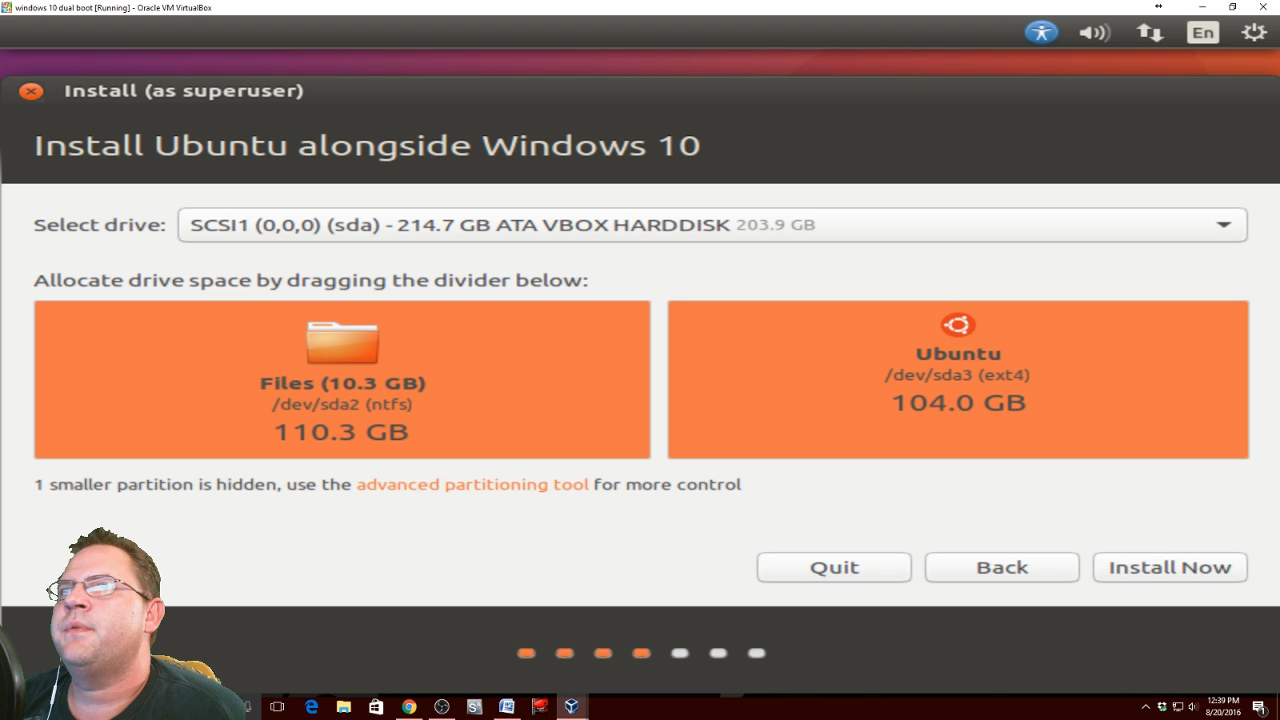 windows 10 dual boot [Running] - Oracle VM VirtualBox
En
Install (as superuser)
Install Ubuntu alongside Windows 10
Select drive: SCSI1 (0,0,0) (sda) - 214.7 GB ATA VBOX HARDDISK 203.9 GB
Allocate drive space by dragging the divider below:
Files (10.3 GB)
/dev/sda2 (ntfs)
110.3 GB
Ubuntu
/dev/sda3 (ext4)
104.0 GB
1 smaller partition is hidden, use the advanced partitioning tool for more control
Quit Back Install Now
12:39 PM
8/20/2016